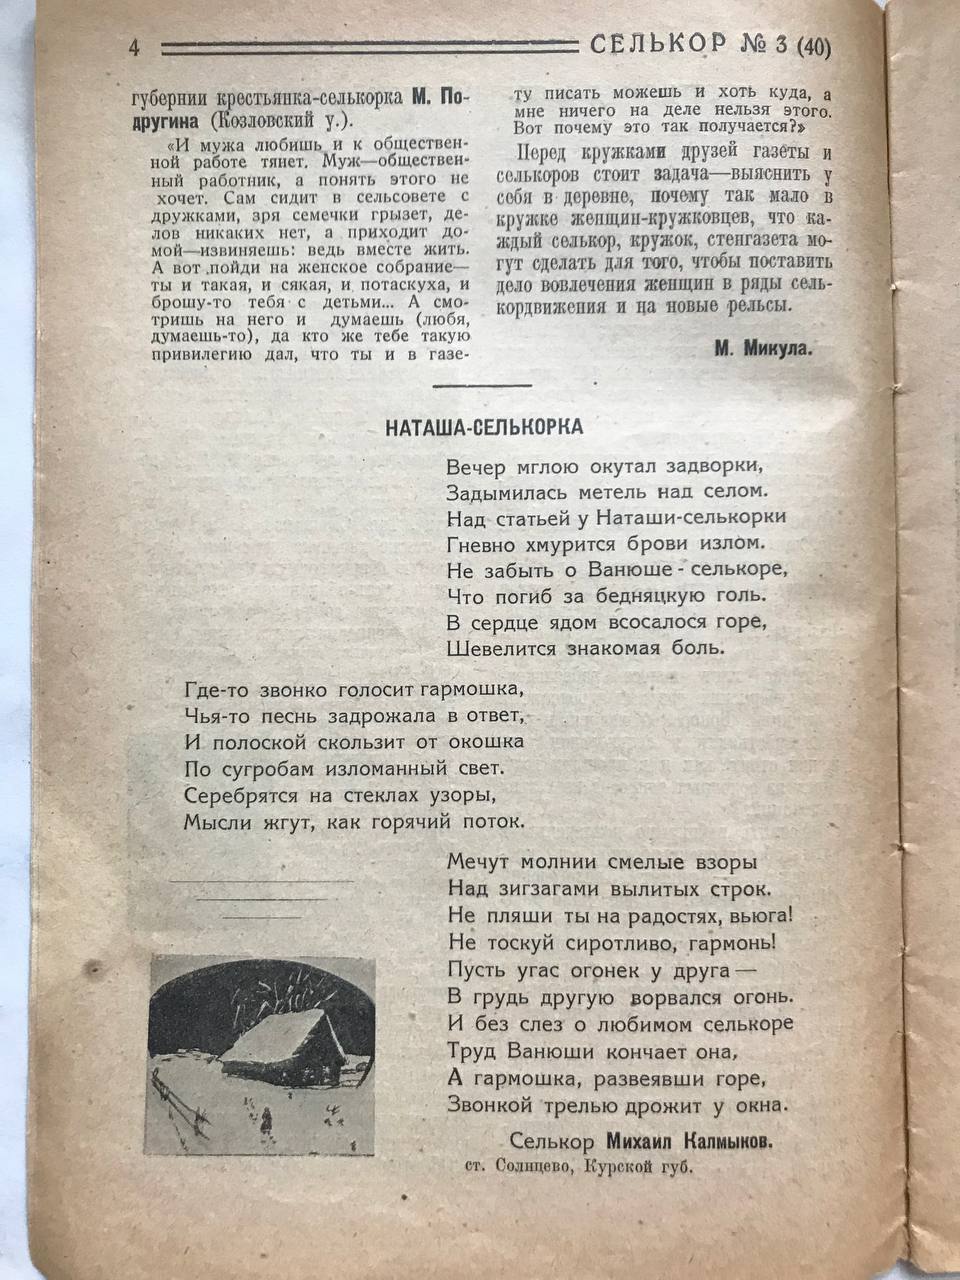 4 СЕЛЬКОР № 3 (40)
губернии крестьянка-селькорка М. По-
другина (Козловский у.).
«И мужа любишь и к обществен-
ной работе тянет. Муж—обществен-
ный работник, а понять этого не
хочет. Сам сидит в сельсовете с
дружками, зря семечки грызет, де-
лов никаких нет, а приходит до-
мой—извиняешь: ведь вместе жить.
А вот пойди на женское собрание—
ты и такая, и сякая, и потаскуха, и
брошу-то тебя с детьми... А смо-
тришь на него и думаешь (любя,
думаешь-то), да кто же тебе такую
привилегию дал, что ты и в газе-
ту писать можешь и хоть куда, а
мне ничего на деле нельзя этого.
Вот почему это так получается?»
Перед кружками друзей газеты и
селькоров стоит задача—выяснить у
себя в деревне, почему так мало в
кружке женщин-кружковцев, что ка-
ждый селькор, кружок, стенгазета мо-
гут сделать для того, чтобы поставить
дело вовлечения женщин в ряды сель-
кордвижения и на новые рельсы.
М. Микула.
НАТАША-СЕЛЬКОРКА
Вечер мглою окутал задворки,
Задымилась метель над селом.
Над статьей у Наташи-селькорки
Гневно хмурится брови излом.
Не забыть о Ванюше - селькоре,
Что погиб за бедняцкую голь.
В сердце ядом всосалося горе,
Шевелится знакомая боль.
Где-то звонко голосит гармошка,
Чья-то песнь задрожала в ответ,
И полоской скользит от окошка
По сугробам изломанный свет.
Серебрятся на стеклах узоры,
Мысли жгут, как горячий поток.
Мечут молнии смелые взоры
Над зигзагами вылитых строк.
Не пляши ты на радостях, вьюга!
Не тоскуй сиротливо, гармонь!
Пусть угас огонек у друга —
В грудь другую ворвался огонь.
И без слез о любимом селькоре
Труд Ванюши кончает она,
А гармошка, развеявши горе,
Звонкой трелью дрожит у окна.
Селькор Михаил Калмыков.
ст. Солнцево, Курской губ.